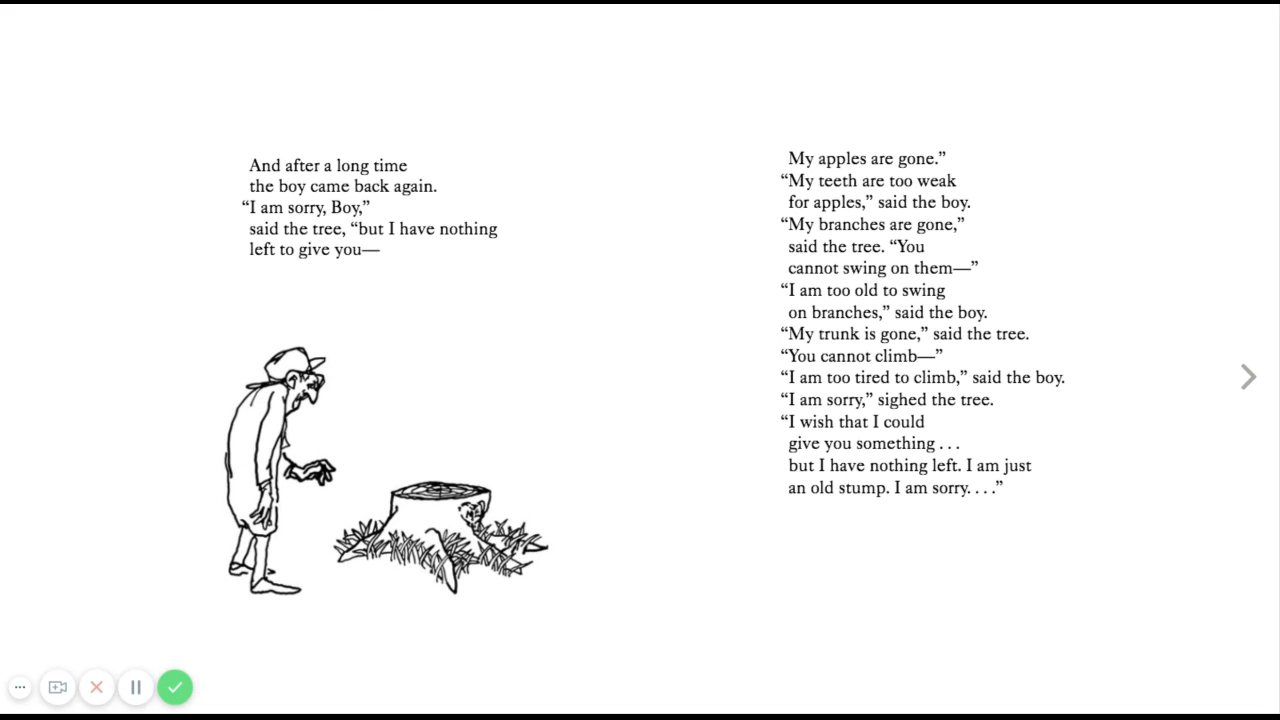 And after a long time
the boy came back again.
“I am sorry, Boy,”
said the tree, “but I have nothing
left to give you—
My apples are gone.”
“My teeth are too weak
for apples,” said the boy.
“My branches are gone,”
said the tree. “You
cannot swing on them—”
“I am too old to swing
on branches,” said the boy.
“My trunk is gone,” said the tree.
“You cannot climb—”
“I am too tired to climb,” said the boy.
“I am sorry,” sighed the tree.
“I wish that I could
give you something . . .
but I have nothing left. I am just
an old stump. I am sorry. . . .”